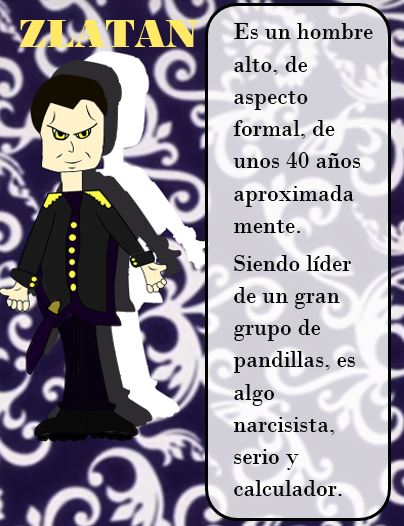 ZLATAN
Es un hombre
alto, de
aspecto
formal, de
unos 40 años
aproximada
mente.
Siendo líder
de un gran
grupo de
pandillas, es
algo
narcisista,
serio y
calculador.